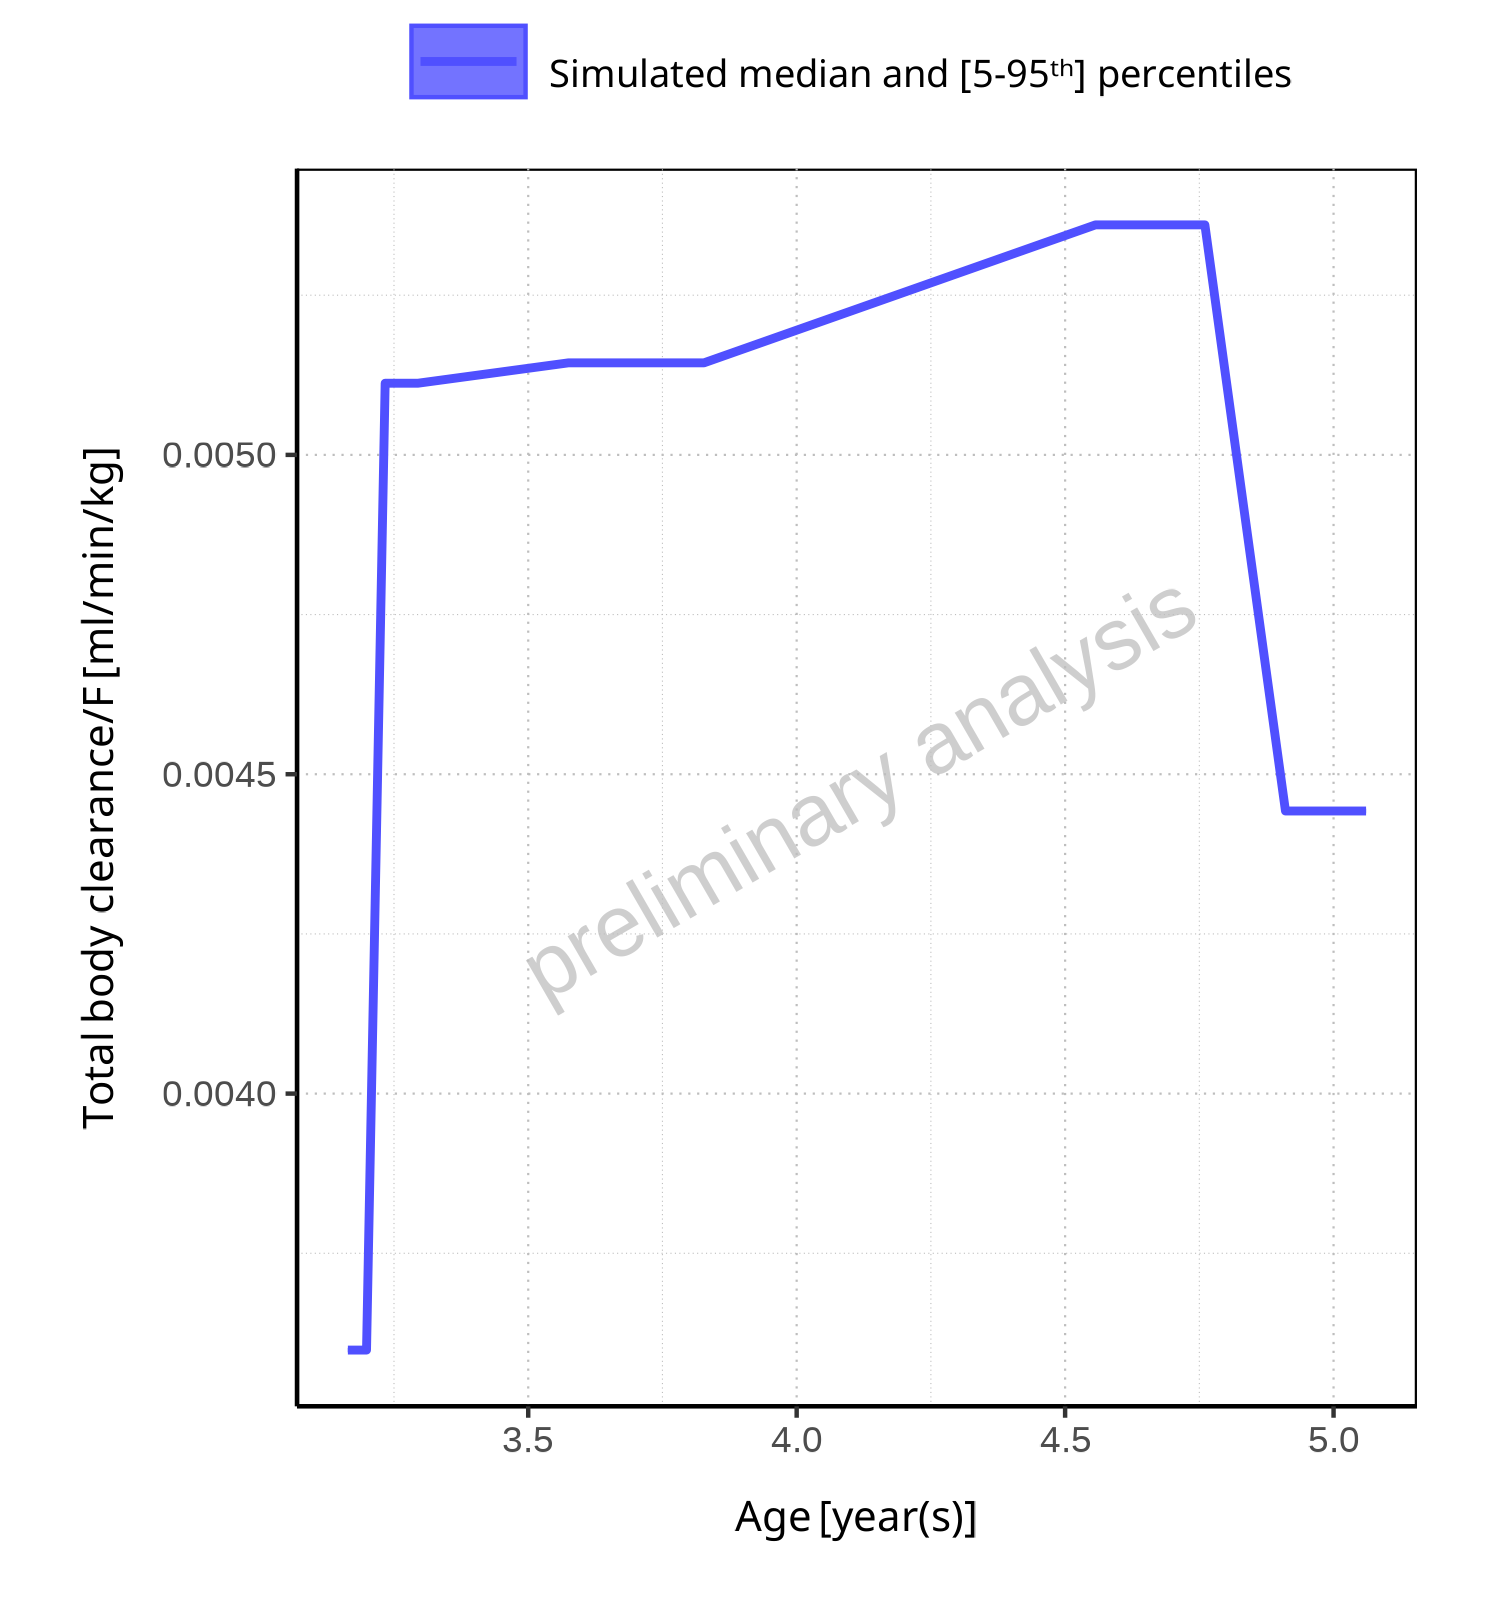 Simulated median and [5-95th] percentiles
0.0050
0.0045
0.0040
Total body clearance/F [ml/min/kg]
preliminary analysis
3.5 4.0 4.5 5.0
Age [year(s)]